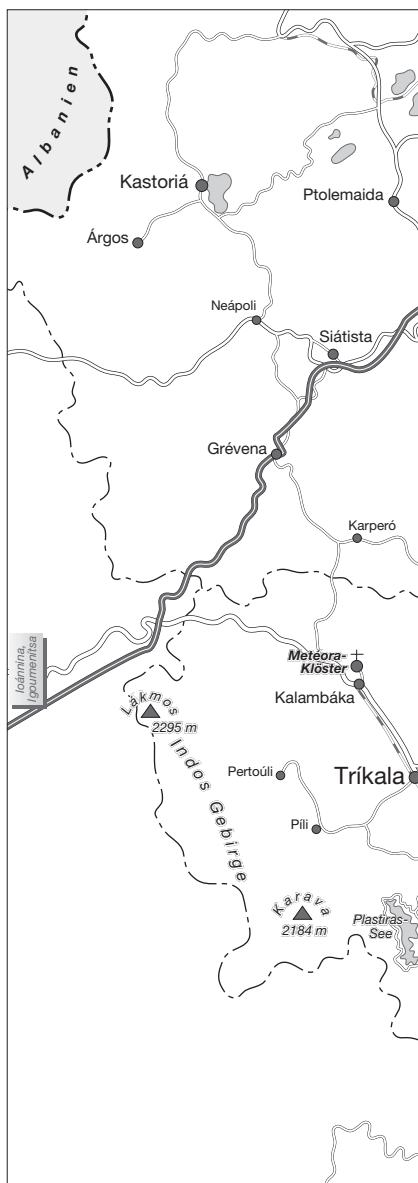 Albanien
Kastoriá
Ptolemaida
Árgos
Neápoli
Siátista
Grévena
Karperó
Ioánnina,
Igoumenítsa
Metéora-
Klöster
Kalambáka
Lákmos
2295 m
Indos Gebirge
Pertoúli
Tríkala
Píli
Karava
2184 m
Plastiras-
See